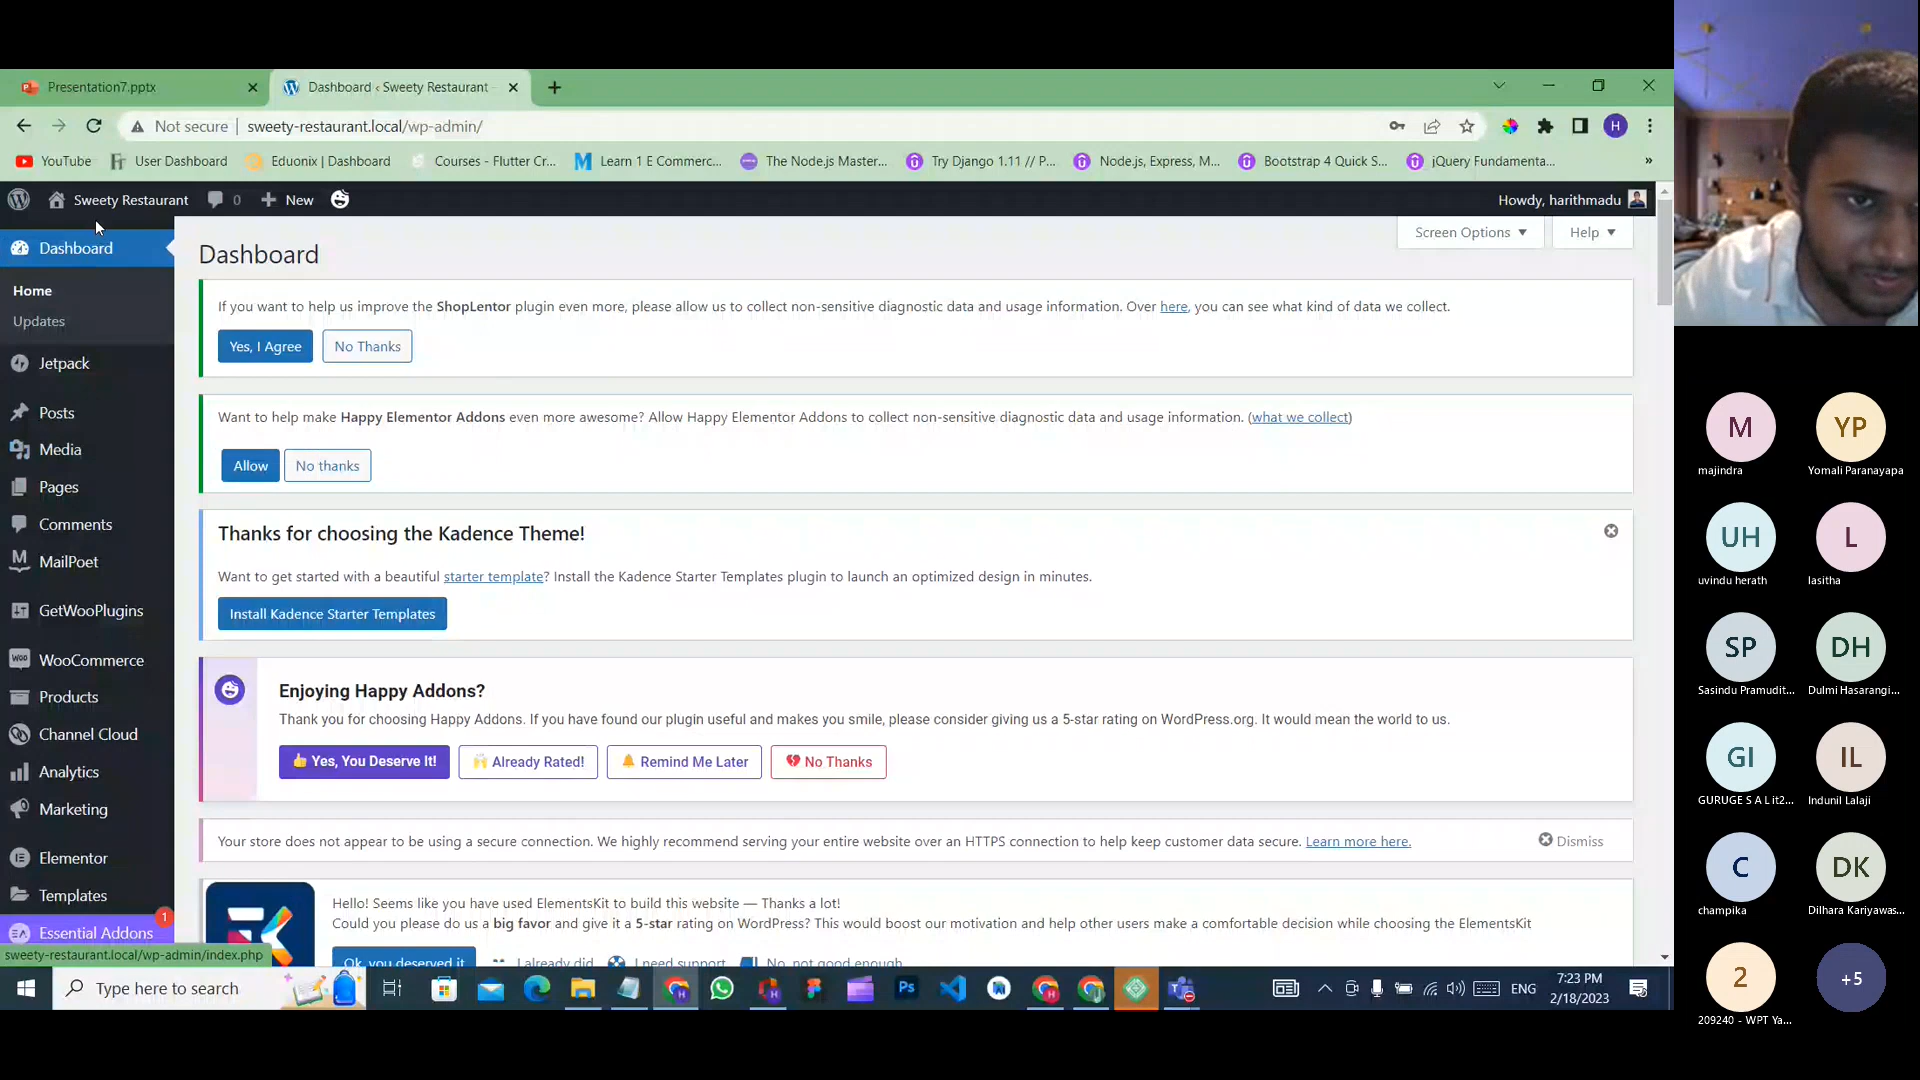 Presentation7.pptx
Dashboard ‹ Sweety Restaurant
Not secure
sweety-restaurant.local/wp-admin/
H
YouTube
User Dashboard
Eduonix | Dashboard
Courses - Flutter Cr...
Learn 1 E Commerc...
The Node.js Master...
Try Django 1.11 // P...
Node.js, Express, M...
Bootstrap 4 Quick S...
jQuery Fundamenta...
»
Sweety Restaurant
0
New
Howdy, harithmadu
Screen Options
Help
Dashboard
Home
Updates
Jetpack
Posts
Media
Pages
Comments
MailPoet
GetWooPlugins
WooCommerce
Products
Channel Cloud
Analytics
Marketing
Elementor
Templates
Essential Addons
1
sweety-restaurant.local/wp-admin/index.php
Dashboard
If you want to help us improve the ShopLentor plugin even more, please allow us to collect non-sensitive diagnostic data and usage information. Over here, you can see what kind of data we collect.
Yes, I Agree
No Thanks
Want to help make Happy Elementor Addons even more awesome? Allow Happy Elementor Addons to collect non-sensitive diagnostic data and usage information. (what we collect)
Allow
No thanks
Thanks for choosing the Kadence Theme!
Want to get started with a beautiful starter template? Install the Kadence Starter Templates plugin to launch an optimized design in minutes.
Install Kadence Starter Templates
Enjoying Happy Addons?
Thank you for choosing Happy Addons. If you have found our plugin useful and makes you smile, please consider giving us a 5-star rating on WordPress.org. It would mean the world to us.
Yes, You Deserve It!
Already Rated!
Remind Me Later
No Thanks
Your store does not appear to be using a secure connection. We highly recommend serving your entire website over an HTTPS connection to help keep customer data secure. Learn more here.
Dismiss
Hello! Seems like you have used ElementsKit to build this website — Thanks a lot!
Could you please do us a big favor and give it a 5-star rating on WordPress? This would boost our motivation and help other users make a comfortable decision while choosing the ElementsKit
Ok, you deserved it
I already did
I need support
No, not good enough
Type here to search
ENG
7:23 PM
2/18/2023
M
majindra
YP
Yomali Paranayapa
UH
uvindu herath
L
lasitha
SP
Sasindu Pramudit...
DH
Dulmi Hasarangi...
GI
GURUGE S A L it2...
IL
Indunil Lalaji
C
champika
DK
Dilhara Kariyawas...
2
209240 - WPT Ya...
+5